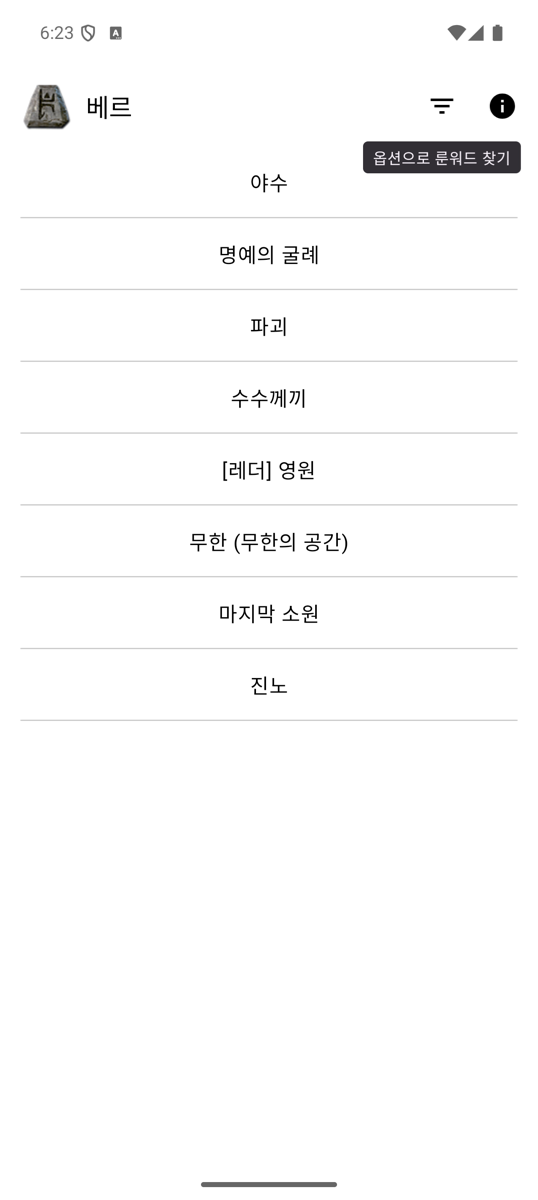 6:23
베르
옵션으로 룬워드 찾기
야수
명예의 굴레
파괴
수수께끼
[레더] 영원
무한 (무한의 공간)
마지막 소원
진노